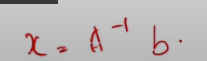 x = A⁻¹ b.